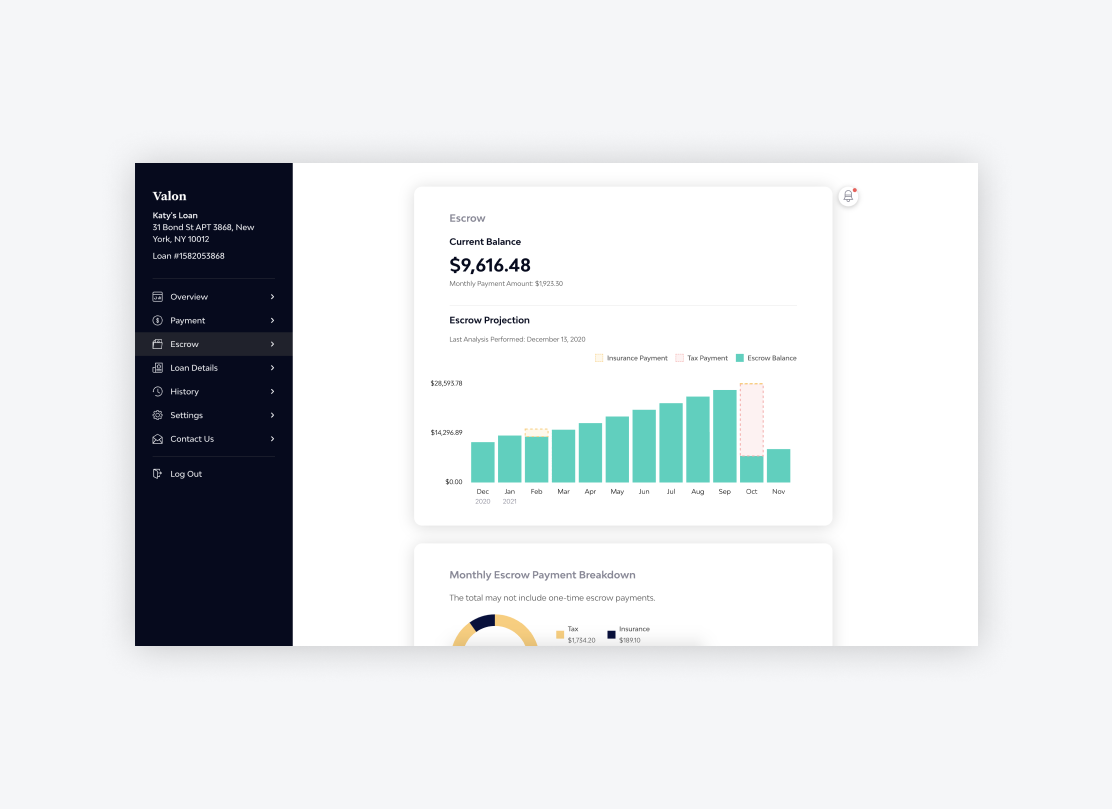 Valon
Katy's Loan
31 Bond St APT 3868, New
York, NY 10012
Loan #1582053868
Overview
Payment
Escrow
Loan Details
History
Settings
Contact Us
Log Out
Escrow
Current Balance
$9,616.48
Monthly Payment Amount: $1,923.30
Escrow Projection
Last Analysis Performed: December 13, 2020
Insurance Payment Tax Payment Escrow Balance
$28,593.78
$14,296.89
$0.00
Dec Jan Feb Mar Apr May Jun Jul Aug Sep Oct Nov
2020 2021
Monthly Escrow Payment Breakdown
The total may not include one-time escrow payments.
Tax Insurance
$1,734.20 $189.10